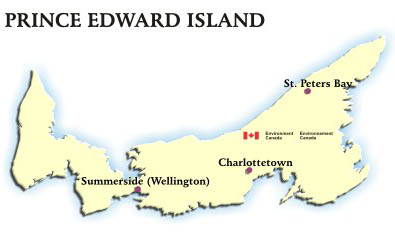 PRINCE EDWARD ISLAND
St. Peters Bay
Environment Environnement
Canada Canada
Charlottetown
Summerside (Wellington)